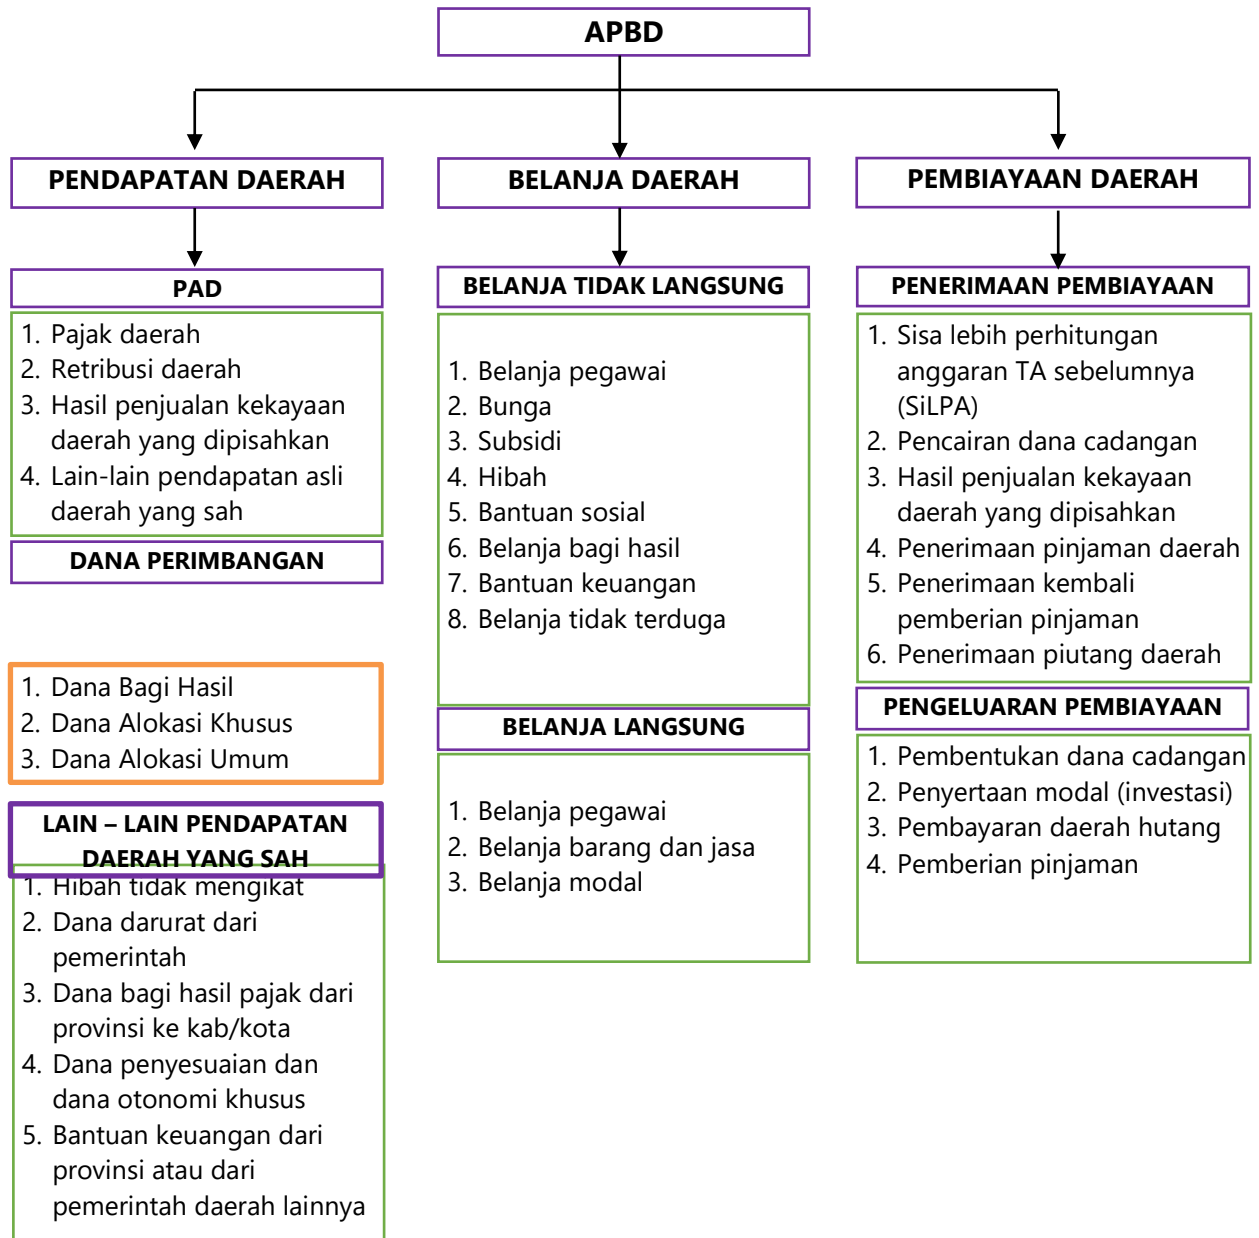 APBD
PENDAPATAN DAERAH
PAD
1. Pajak daerah
2. Retribusi daerah
3. Hasil penjualan kekayaan
daerah yang dipisahkan
4. Lain-lain pendapatan asli
daerah yang sah
DANA PERIMBANGAN
1. Dana Bagi Hasil
2. Dana Alokasi Khusus
3. Dana Alokasi Umum
LAIN – LAIN PENDAPATAN
DAERAH YANG SAH
1. Hibah tidak mengikat
2. Dana darurat dari
pemerintah
3. Dana bagi hasil pajak dari
provinsi ke kab/kota
4. Dana penyesuaian dan
dana otonomi khusus
5. Bantuan keuangan dari
provinsi atau dari
pemerintah daerah lainnya
BELANJA DAERAH
BELANJA TIDAK LANGSUNG
1. Belanja pegawai
2. Bunga
3. Subsidi
4. Hibah
5. Bantuan sosial
6. Belanja bagi hasil
7. Bantuan keuangan
8. Belanja tidak terduga
BELANJA LANGSUNG
1. Belanja pegawai
2. Belanja barang dan jasa
3. Belanja modal
PEMBIAYAAN DAERAH
PENERIMAAN PEMBIAYAAN
1. Sisa lebih perhitungan
anggaran TA sebelumnya
(SiLPA)
2. Pencairan dana cadangan
3. Hasil penjualan kekayaan
daerah yang dipisahkan
4. Penerimaan pinjaman daerah
5. Penerimaan kembali
pemberian pinjaman
6. Penerimaan piutang daerah
PENGELUARAN PEMBIAYAAN
1. Pembentukan dana cadangan
2. Penyertaan modal (investasi)
3. Pembayaran daerah hutang
4. Pemberian pinjaman